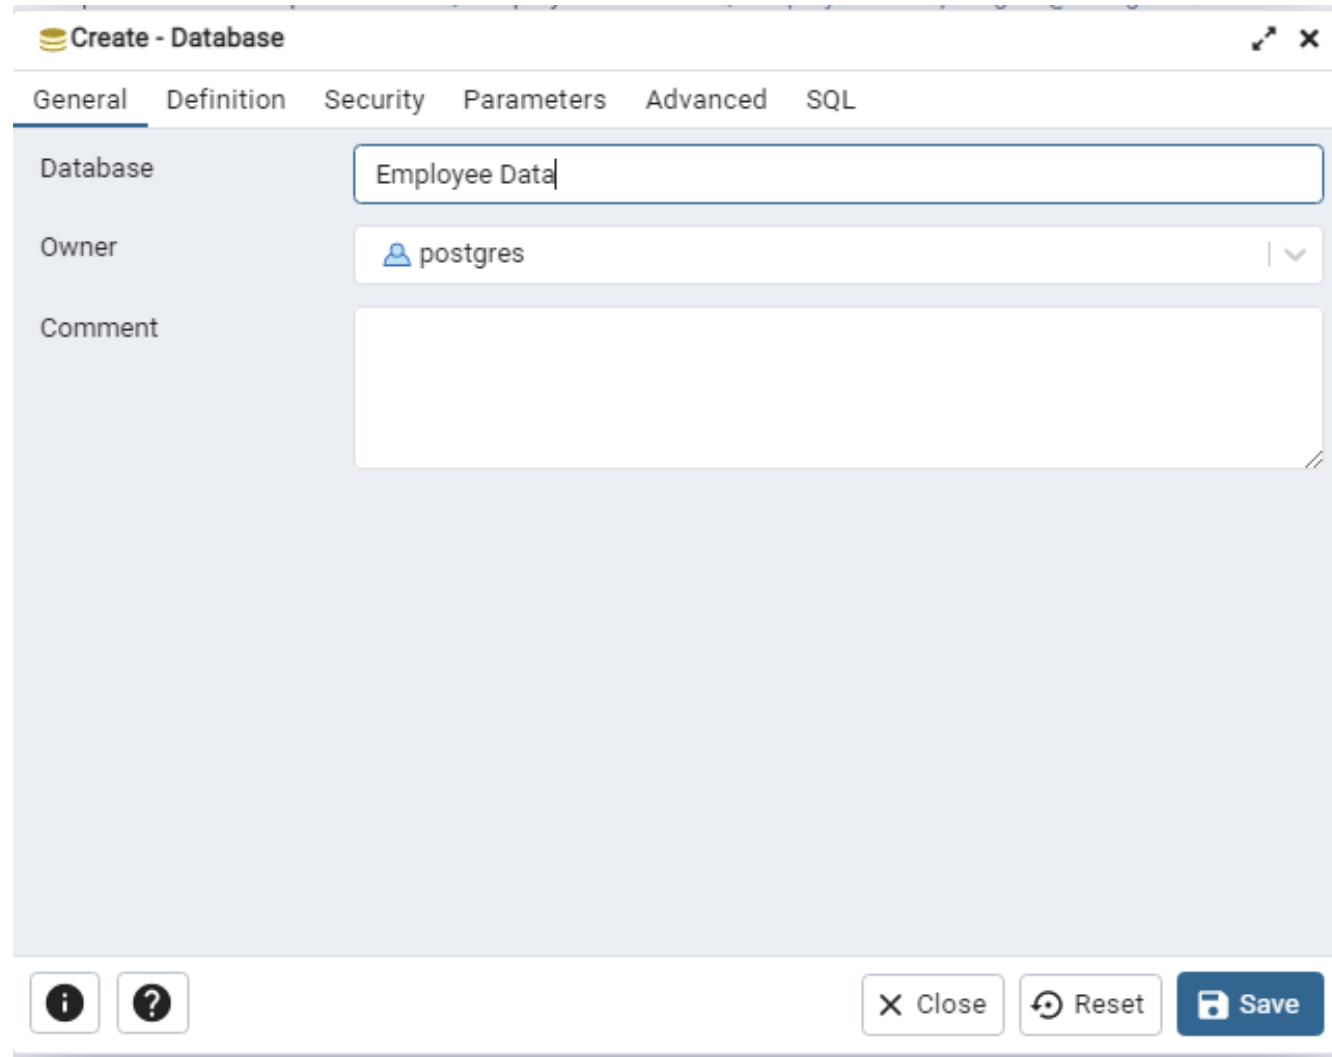 Create - Database
General Definition Security Parameters Advanced SQL
Database Employee Data
Owner postgres
Comment
Close Reset Save